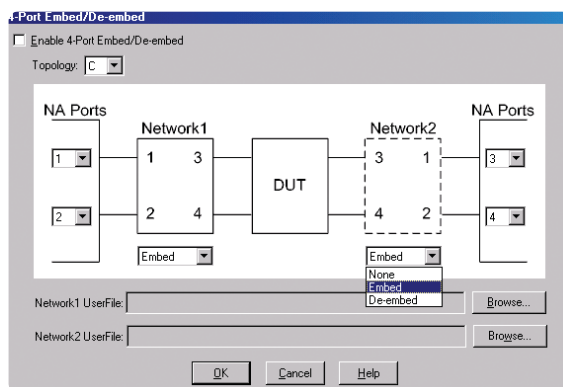 4-Port Embed/De-embed
Enable 4-Port Embed/De-embed
Topology: C
NA Ports
NA Ports
Network1
Network2
1
1 3
DUT
3 1
3
2
2 4
4 2
4
Embed
Embed
None
Embed
De-embed
Network1 UserFile:
Browse...
Network2 UserFile:
Browse...
OK
Cancel
Help